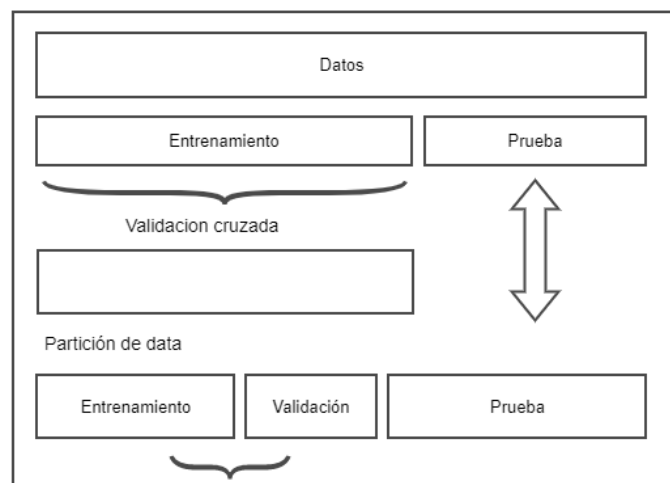 Datos
Entrenamiento Prueba
Validacion cruzada
Partición de data
Entrenamiento Validación Prueba